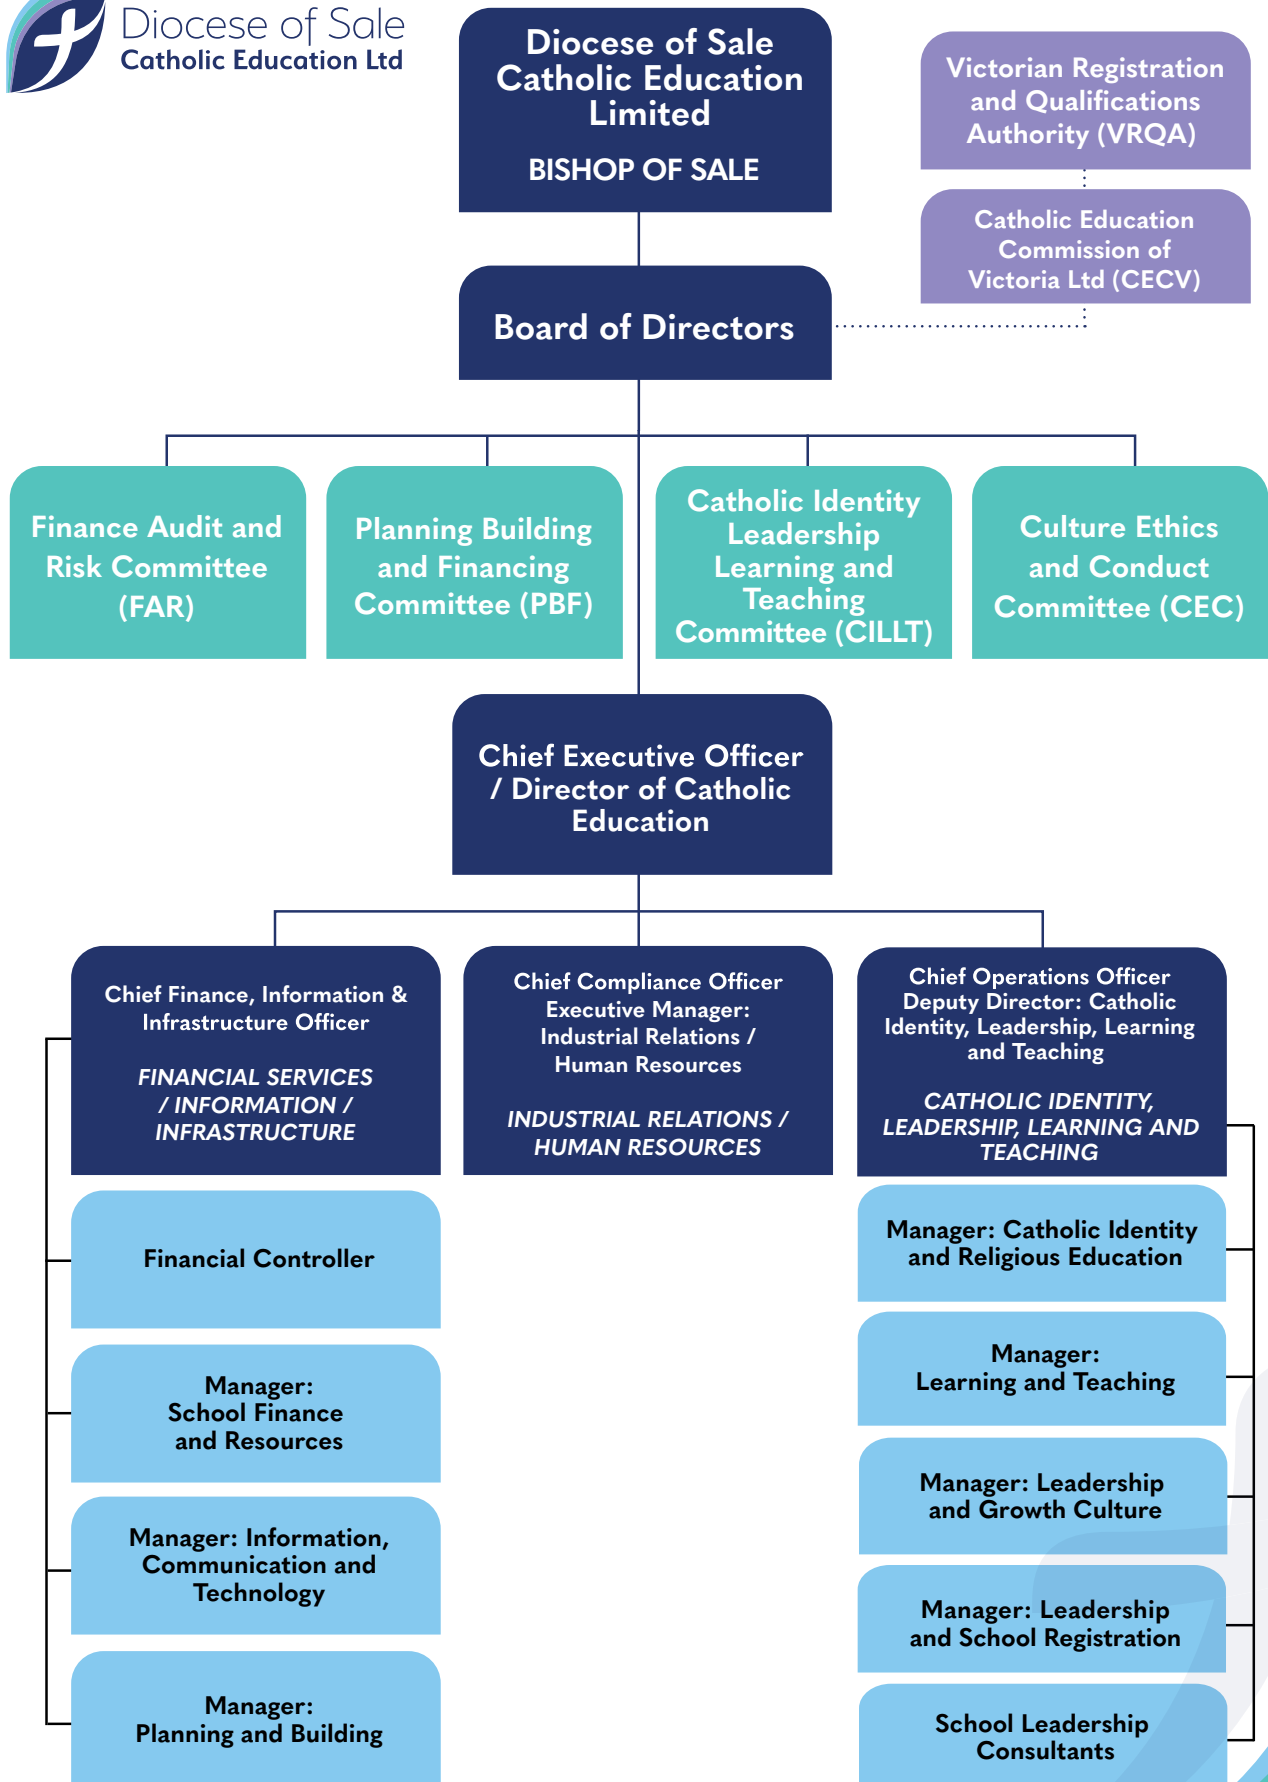 Diocese of Sale
Catholic Education Ltd
Diocese of Sale
Catholic Education
Limited
BISHOP OF SALE
Victorian Registration
and Qualifications
Authority (VRQA)
Catholic Education
Commission of
Victoria Ltd (CECV)
Board of Directors
Finance Audit and
Risk Committee
(FAR)
Planning Building
and Financing
Committee (PBF)
Catholic Identity
Leadership
Learning and
Teaching
Committee (CILLT)
Culture Ethics
and Conduct
Committee (CEC)
Chief Executive Officer
/ Director of Catholic
Education
Chief Finance, Information &
Infrastructure Officer
FINANCIAL SERVICES
/ INFORMATION /
INFRASTRUCTURE
Chief Compliance Officer
Executive Manager:
Industrial Relations /
Human Resources
INDUSTRIAL RELATIONS /
HUMAN RESOURCES
Chief Operations Officer
Deputy Director: Catholic
Identity, Leadership, Learning
and Teaching
CATHOLIC IDENTITY,
LEADERSHIP, LEARNING AND
TEACHING
Financial Controller
Manager:
School Finance
and Resources
Manager: Information,
Communication and
Technology
Manager:
Planning and Building
Manager: Catholic Identity
and Religious Education
Manager:
Learning and Teaching
Manager: Leadership
and Growth Culture
Manager: Leadership
and School Registration
School Leadership
Consultants